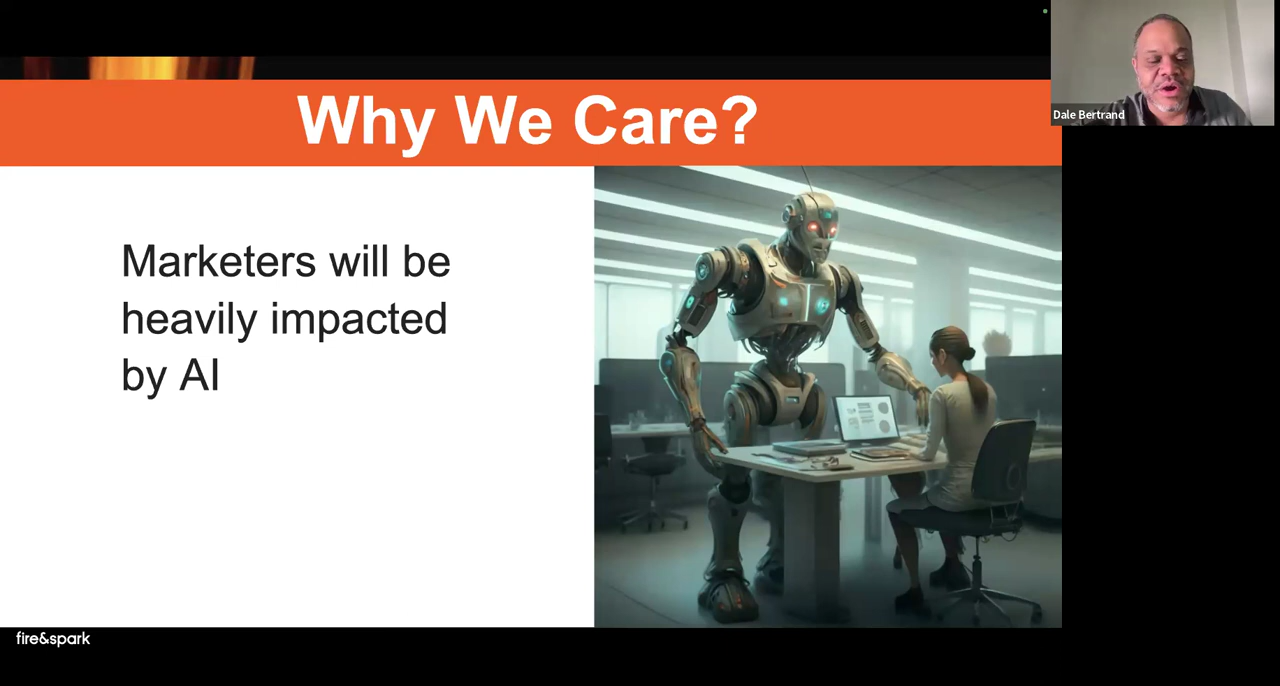 Why We Care?
Dale Bertrand
Marketers will be
heavily impacted
by AI
fire&spark